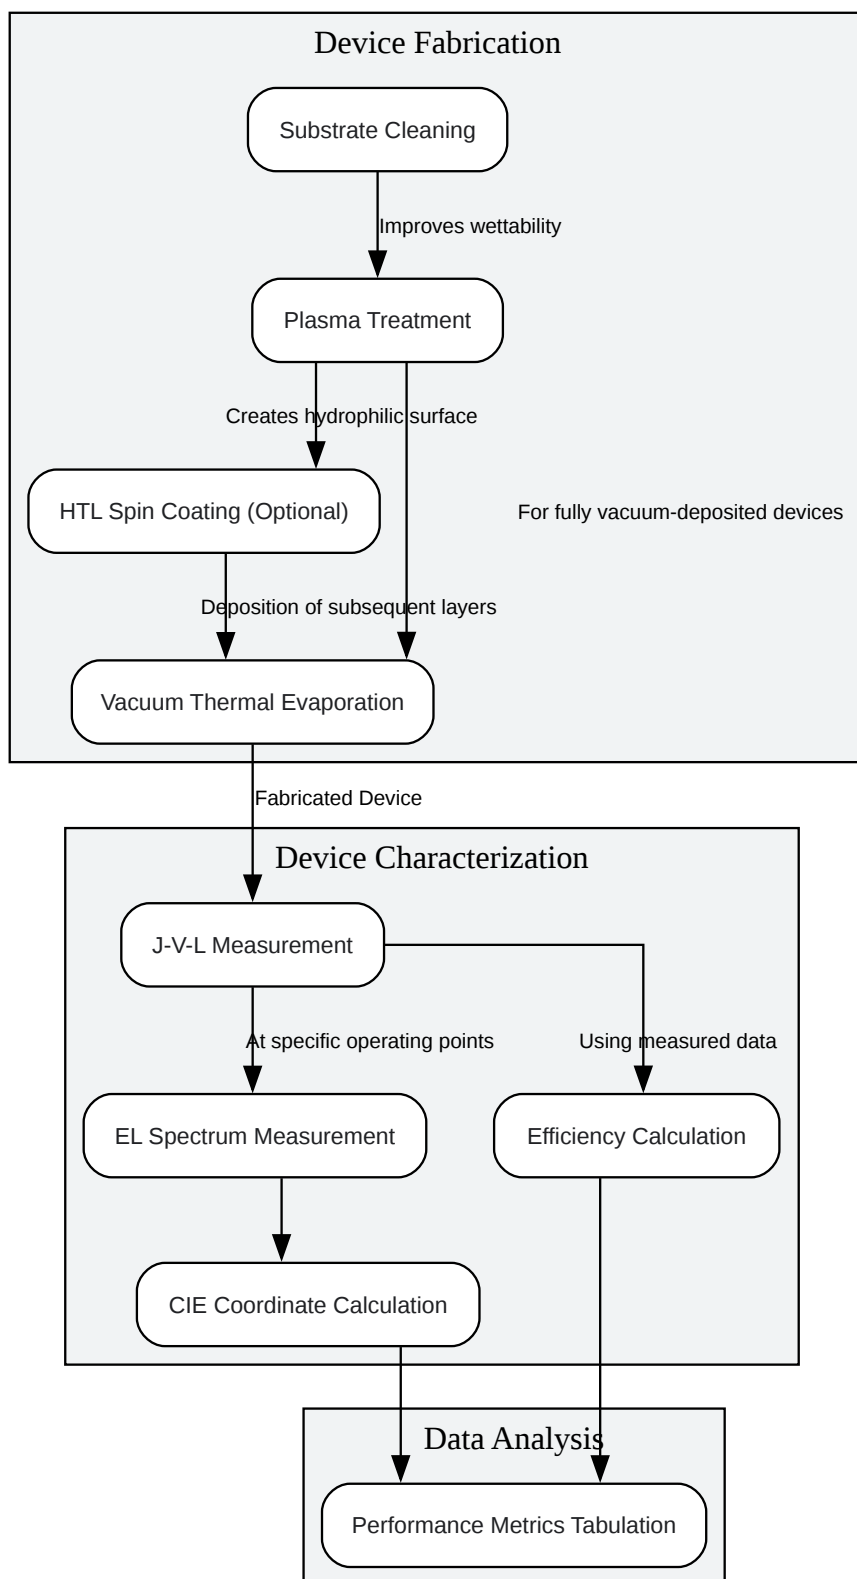 Device Fabrication
Substrate Cleaning
Improves wettability
Plasma Treatment
Creates hydrophilic surface
HTL Spin Coating (Optional)
For fully vacuum-deposited devices
Deposition of subsequent layers
Vacuum Thermal Evaporation
Fabricated Device
Device Characterization
J-V-L Measurement
At specific operating points
Using measured data
EL Spectrum Measurement
Efficiency Calculation
CIE Coordinate Calculation
Data Analysis
Performance Metrics Tabulation